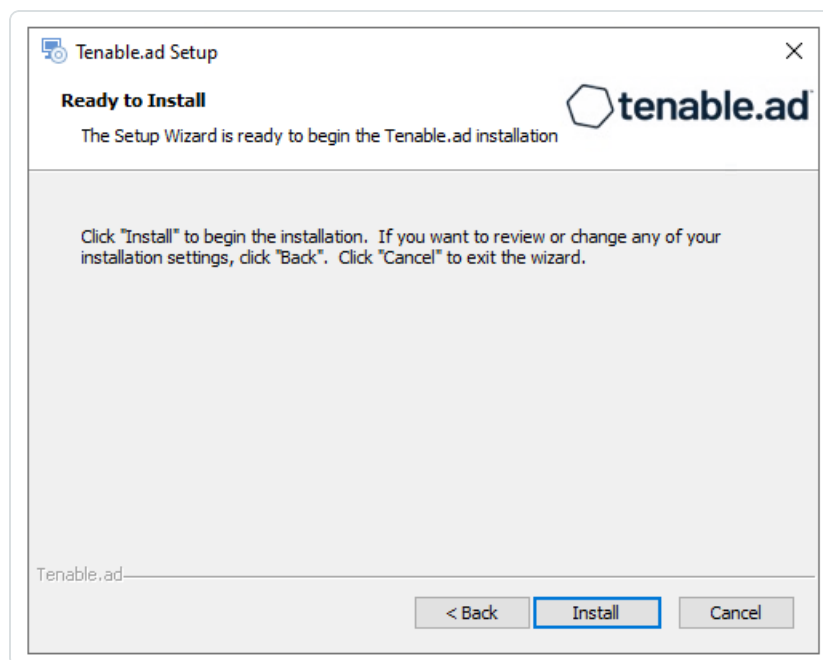 Tenable.ad Setup
Ready to Install
tenable.ad
The Setup Wizard is ready to begin the Tenable.ad installation
Click "Install" to begin the installation.  If you want to review or change any of your
installation settings, click "Back".  Click "Cancel" to exit the wizard.
Tenable.ad
< Back
Install
Cancel